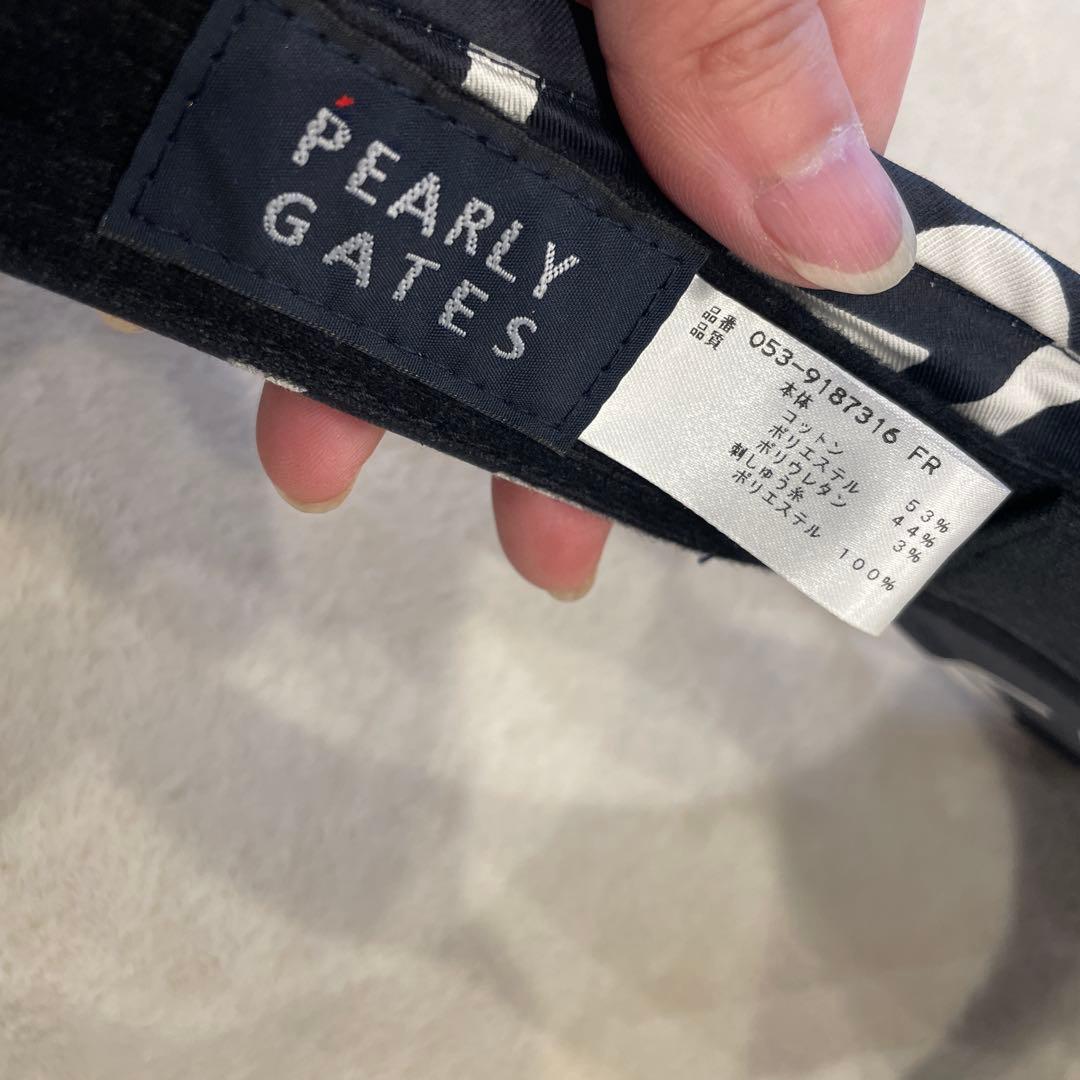 PEARLY
GATES
品番 053-9187316 FR
品質
本体
コットン 53%
ポリエステル 44%
ポリウレタン 3%
刺しゅう糸
ポリエステル 100%